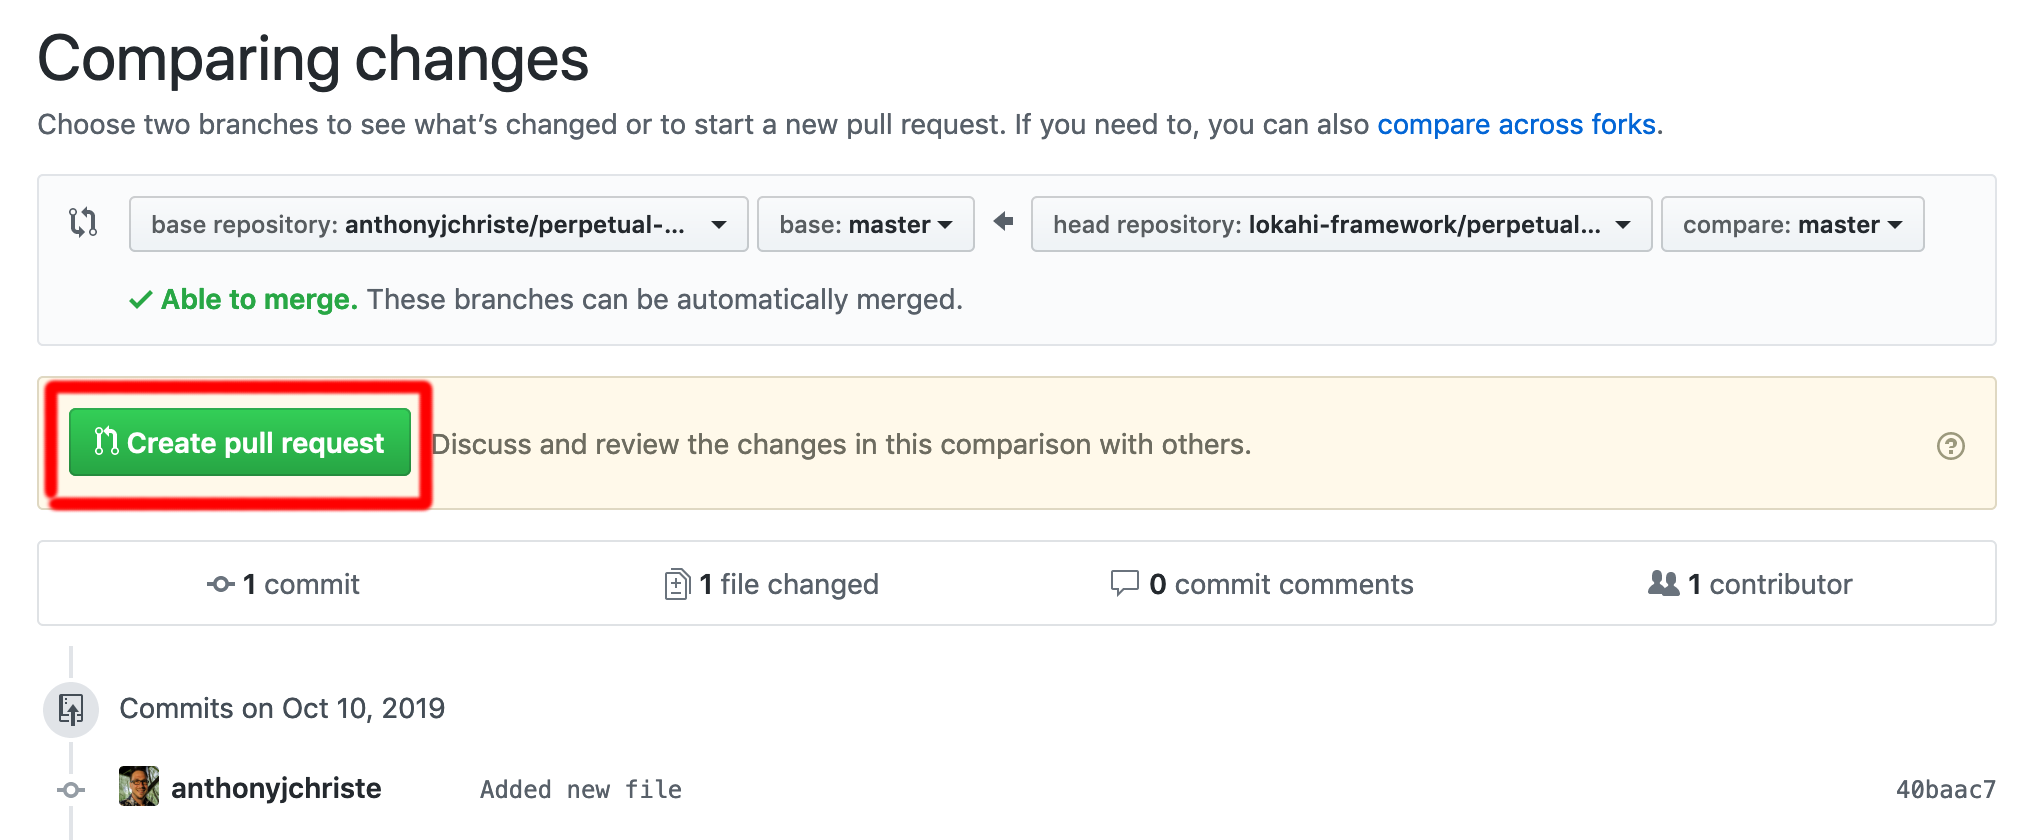 Comparing changes
Choose two branches to see what’s changed or to start a new pull request. If you need to, you can also compare across forks.
base repository: anthonyjchriste/perpetual-... base: master head repository: lokahi-framework/perpetual... compare: master
Able to merge. These branches can be automatically merged.
Create pull request Discuss and review the changes in this comparison with others.
1 commit 1 file changed 0 commit comments 1 contributor
Commits on Oct 10, 2019
anthonyjchriste Added new file 40baac7